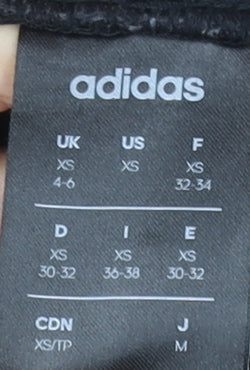 adidas
UK US F
XS XS XS
4-6 32-34
D I E
XS XS XS
30-32 36-38 30-32
CDN J
XS/TP M